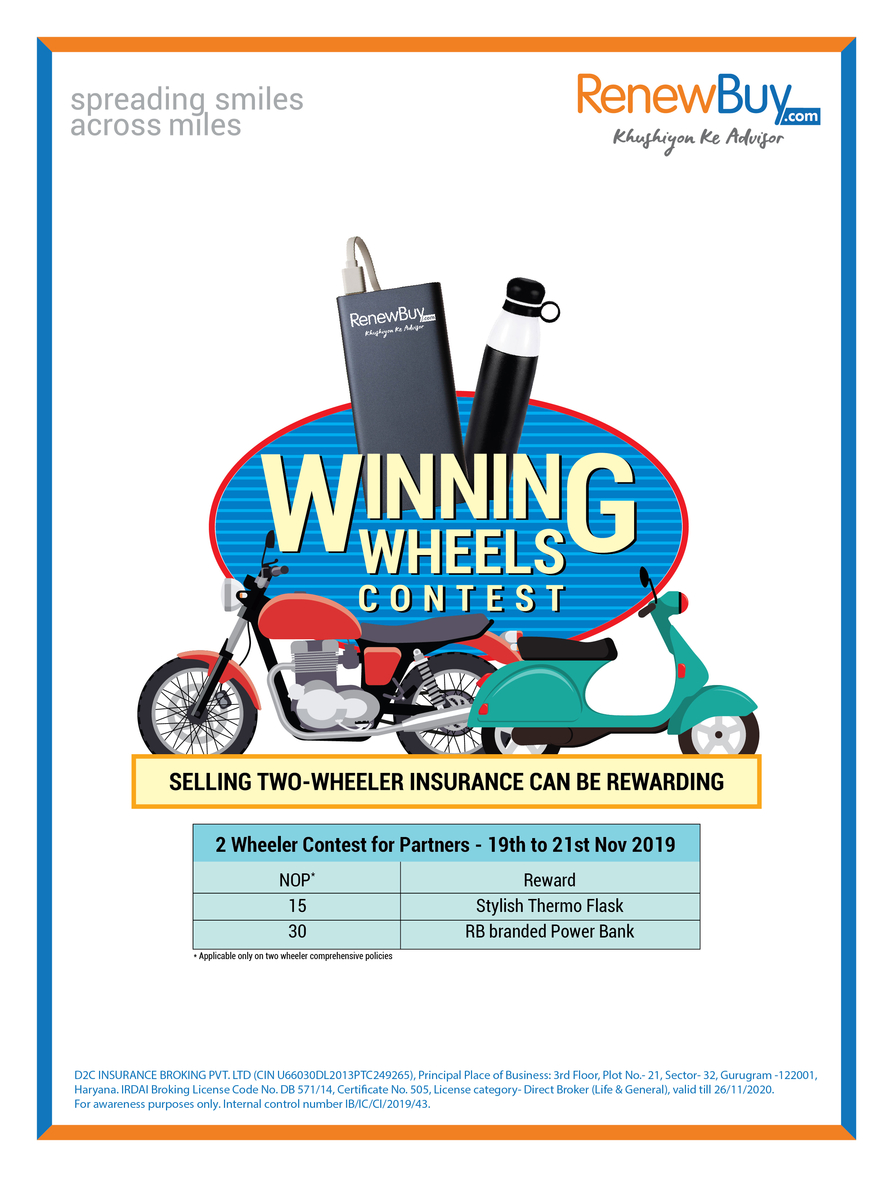 spreading smiles
across miles
RenewBuy.com
Khushiyon Ke Advisor
RenewBuy.com
Khushiyon Ke Advisor
WINNING
WHEELS
CONTEST
SELLING TWO-WHEELER INSURANCE CAN BE REWARDING
2 Wheeler Contest for Partners - 19th to 21st Nov 2019
NOP* Reward
15 Stylish Thermo Flask
30 RB branded Power Bank
* Applicable only on two wheeler comprehensive policies
D2C INSURANCE BROKING PVT. LTD (CIN U66030DL2013PTC249265), Principal Place of Business: 3rd Floor, Plot No.- 21, Sector- 32, Gurugram -122001,
Haryana. IRDAI Broking License Code No. DB 571/14, Certificate No. 505, License category- Direct Broker (Life & General), valid till 26/11/2020.
For awareness purposes only. Internal control number IB/IC/CI/2019/43.